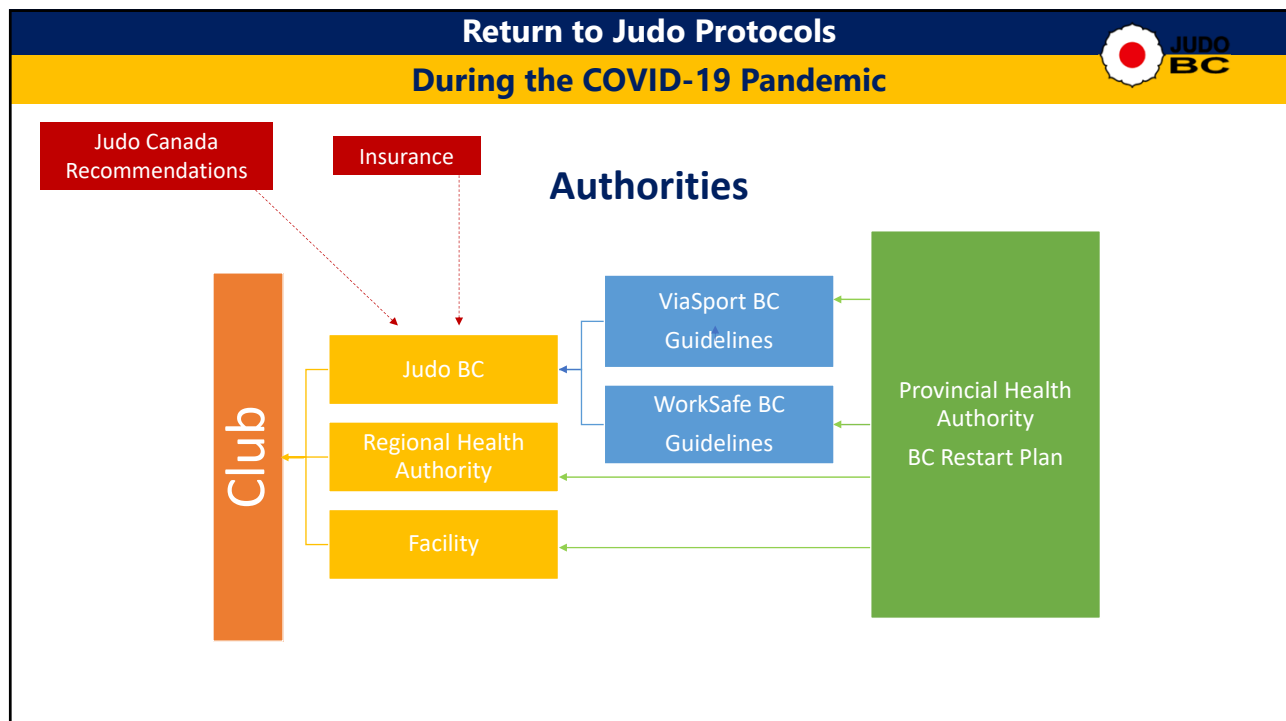 Return to Judo Protocols
During the COVID-19 Pandemic
JUDO
BC
Judo Canada
Recommendations
Insurance
Authorities
Club
Judo BC
Regional Health
Authority
Facility
ViaSport BC
Guidelines
WorkSafe BC
Guidelines
Provincial Health
Authority
BC Restart Plan